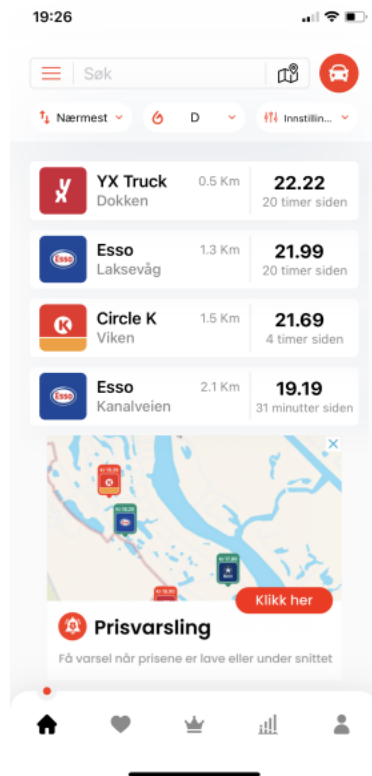 19:26
Søk
Nærmest
D
Innstillin...
YX Truck
0.5 Km
22.22
Dokken
20 timer siden
Esso
Esso
1.3 Km
21.99
Laksevåg
20 timer siden
K
Circle K
1.5 Km
21.69
Viken
4 timer siden
Esso
Esso
2.1 Km
19.19
Kanalveien
31 minutter siden
Klikk her
Prisvarsling
Få varsel når prisene er lave eller under snittet